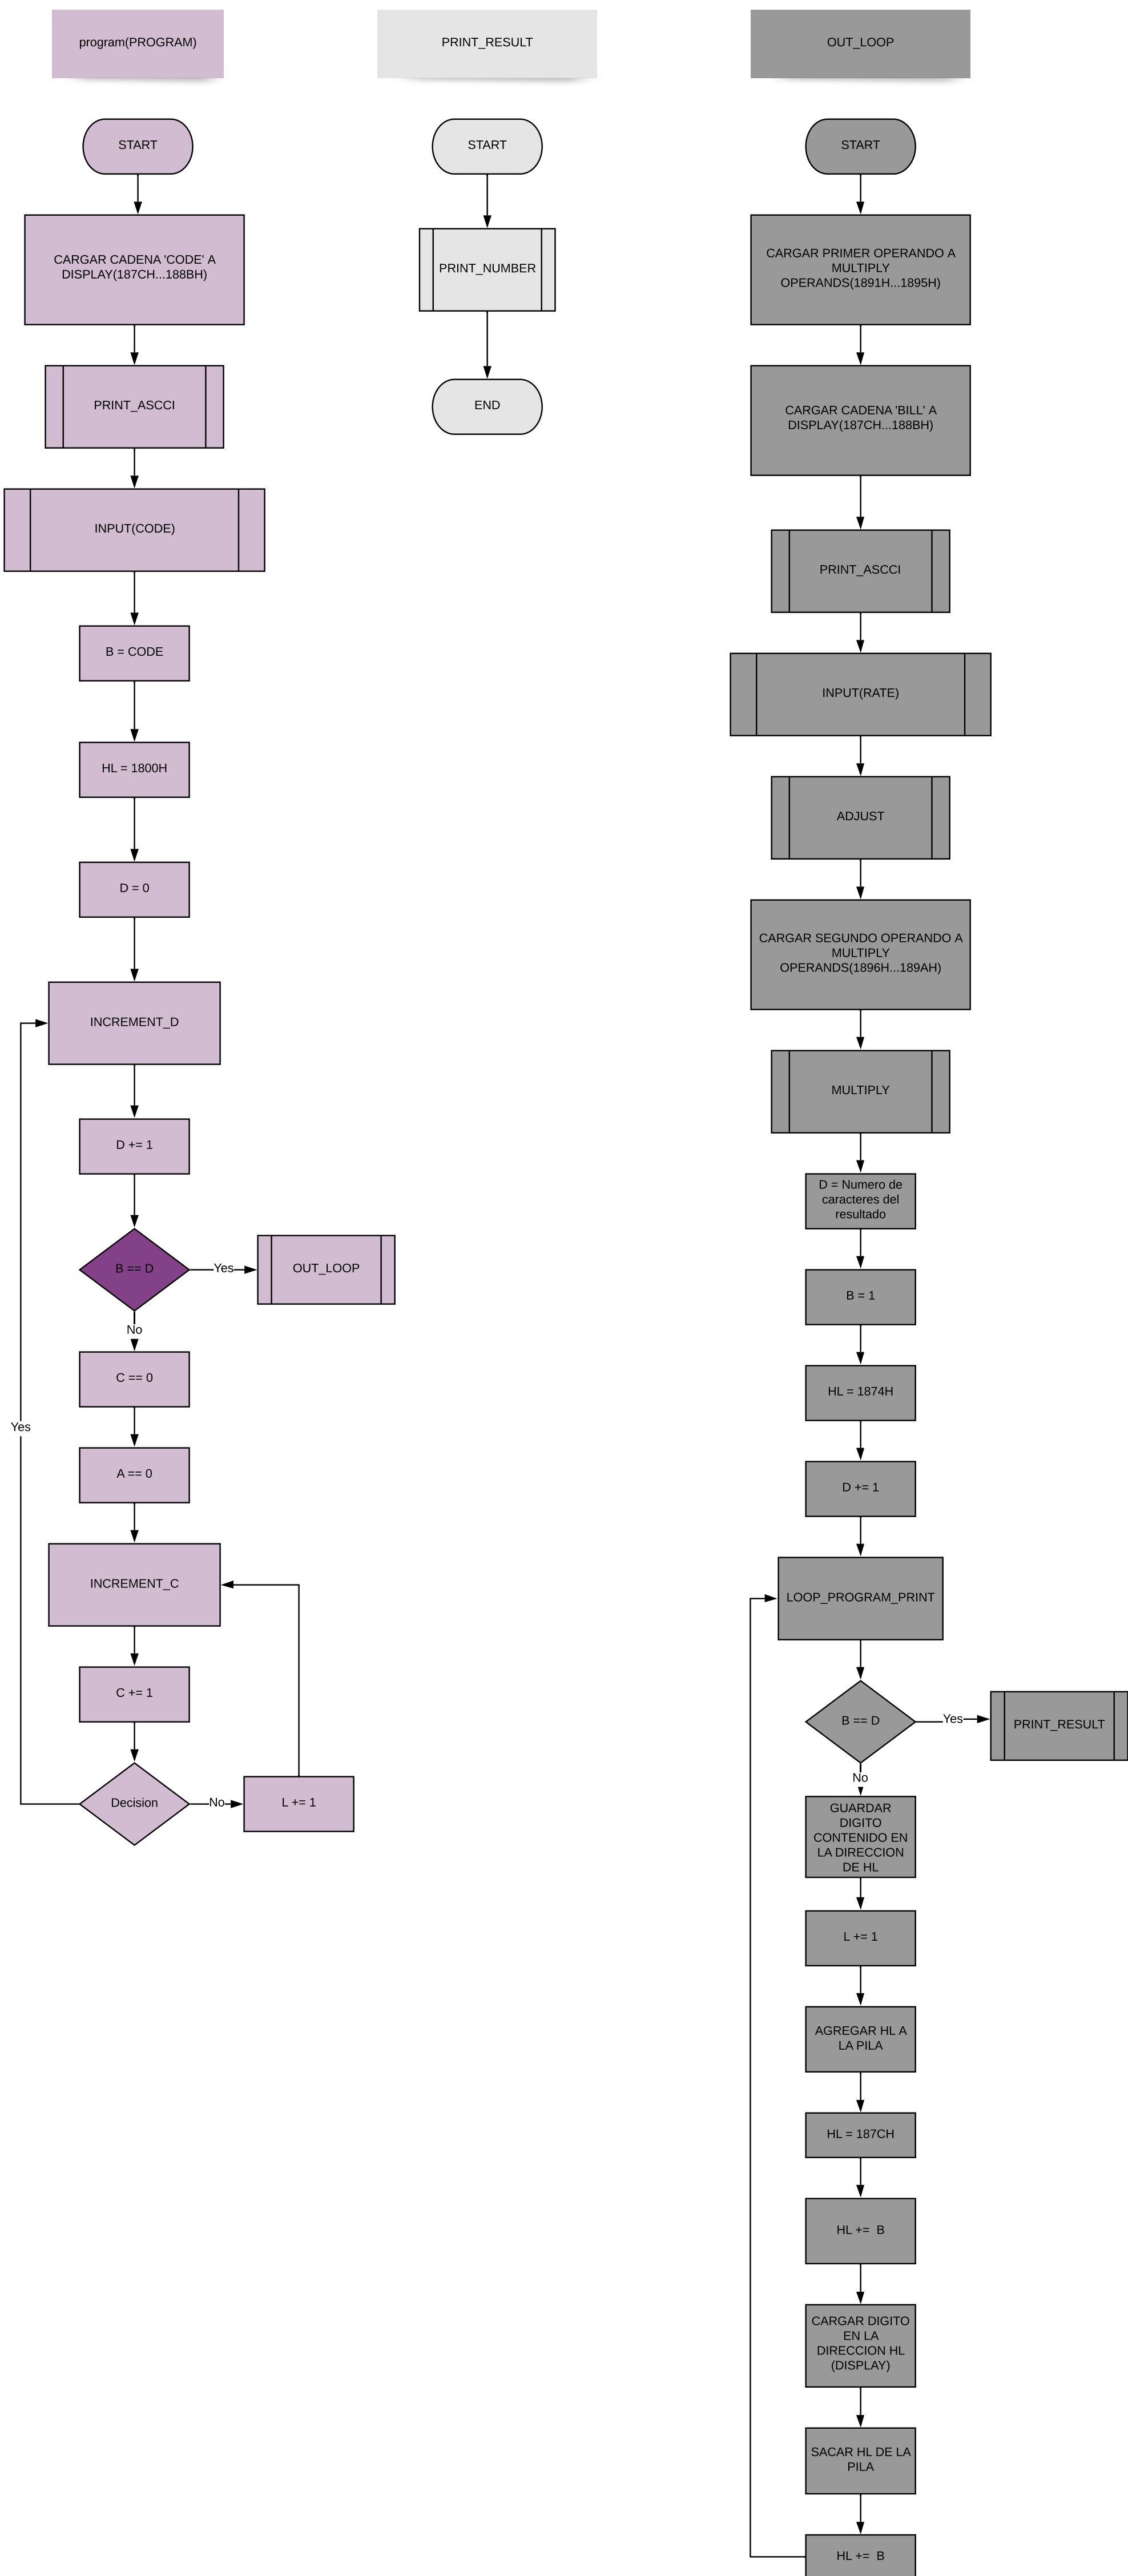 program(PROGRAM)
START
CARGAR CADENA 'CODE' A
DISPLAY(187CH...188BH)
PRINT_ASCCI
INPUT(CODE)
B = CODE
HL = 1800H
D = 0
INCREMENT_D
D += 1
B == D
Yes
OUT_LOOP
No
C == 0
A == 0
INCREMENT_C
C += 1
Decision
No
L += 1
Yes
PRINT_RESULT
START
PRINT_NUMBER
END
OUT_LOOP
START
CARGAR PRIMER OPERANDO A
MULTIPLY
OPERANDS(1891H...1895H)
CARGAR CADENA 'BILL' A
DISPLAY(187CH...188BH)
PRINT_ASCCI
INPUT(RATE)
ADJUST
CARGAR SEGUNDO OPERANDO A
MULTIPLY
OPERANDS(1896H...189AH)
MULTIPLY
D = Numero de
caracteres del
resultado
B = 1
HL = 1874H
D += 1
LOOP_PROGRAM_PRINT
B == D
Yes
PRINT_RESULT
No
GUARDAR
DIGITO
CONTENIDO EN
LA DIRECCION
DE HL
L += 1
AGREGAR HL A
LA PILA
HL = 187CH
HL += B
CARGAR DIGITO
EN LA
DIRECCION HL
(DISPLAY)
SACAR HL DE LA
PILA
HL += B